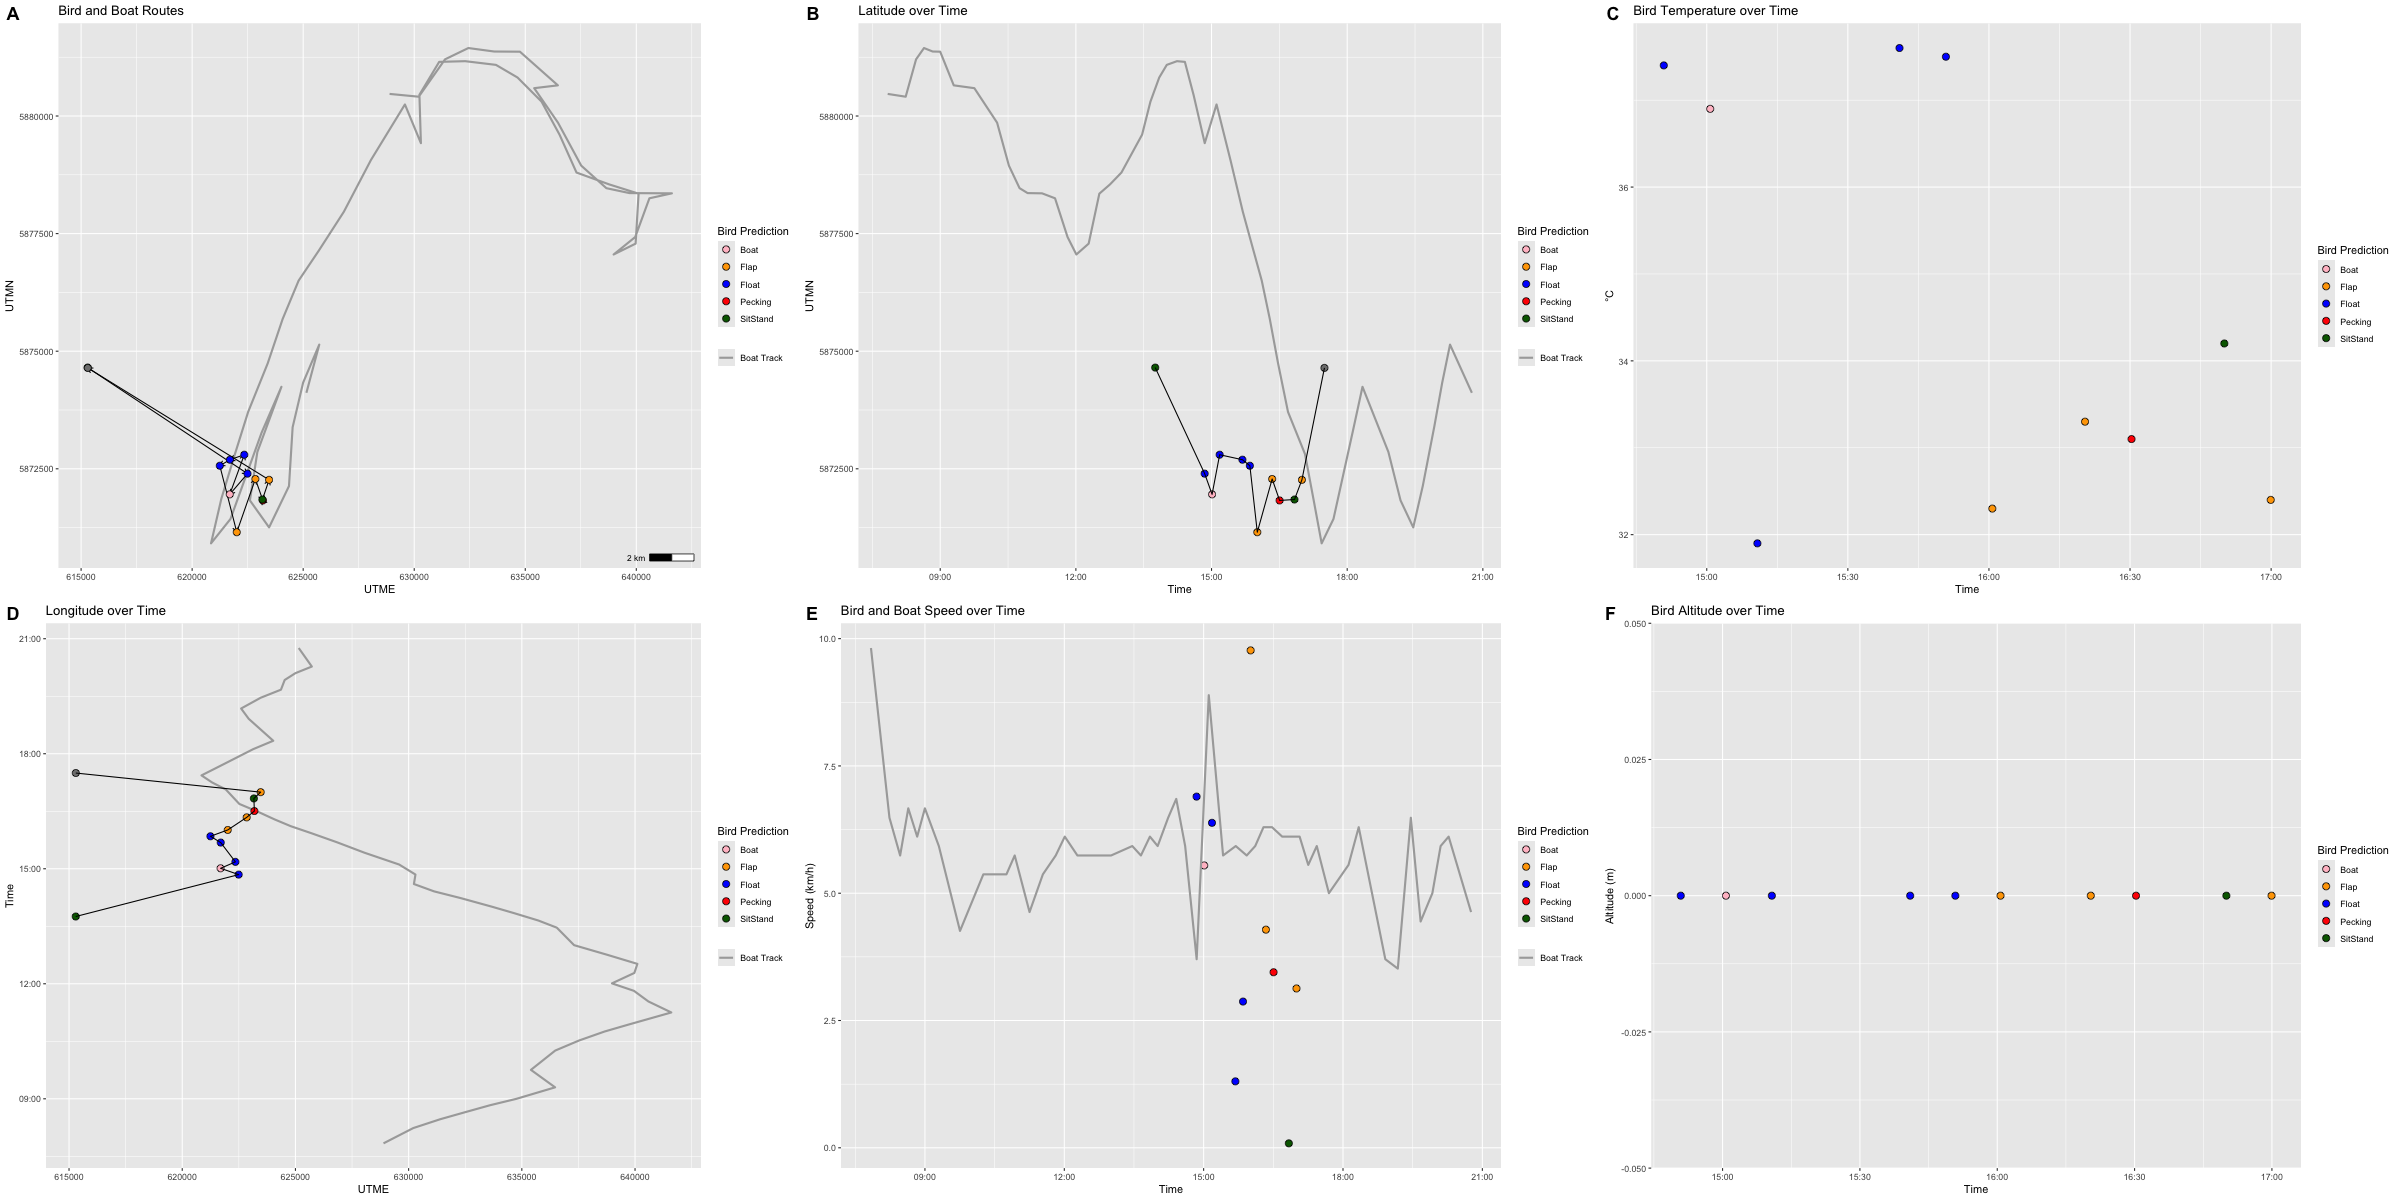 A Bird and Boat Routes
UTMN
5880000
5877500
5875000
5872500
615000 620000 625000 630000 635000 640000
UTME
2 km
Bird Prediction
Boat
Flap
Float
Pecking
SitStand
Boat Track
B Latitude over Time
UTMN
5880000
5877500
5875000
5872500
09:00 12:00 15:00 18:00 21:00
Time
Bird Prediction
Boat
Flap
Float
Pecking
SitStand
Boat Track
C Bird Temperature over Time
°C
36
34
32
15:00 15:30 16:00 16:30 17:00
Time
Bird Prediction
Boat
Flap
Float
Pecking
SitStand
D Longitude over Time
Time
21:00
18:00
15:00
12:00
09:00
615000 620000 625000 630000 635000 640000
UTME
Bird Prediction
Boat
Flap
Float
Pecking
SitStand
Boat Track
E Bird and Boat Speed over Time
Speed (km/h)
10.0
7.5
5.0
2.5
0.0
09:00 12:00 15:00 18:00 21:00
Time
Bird Prediction
Boat
Flap
Float
Pecking
SitStand
Boat Track
F Bird Altitude over Time
Altitude (m)
0.050
0.025
0.000
-0.025
-0.050
15:00 15:30 16:00 16:30 17:00
Time
Bird Prediction
Boat
Flap
Float
Pecking
SitStand